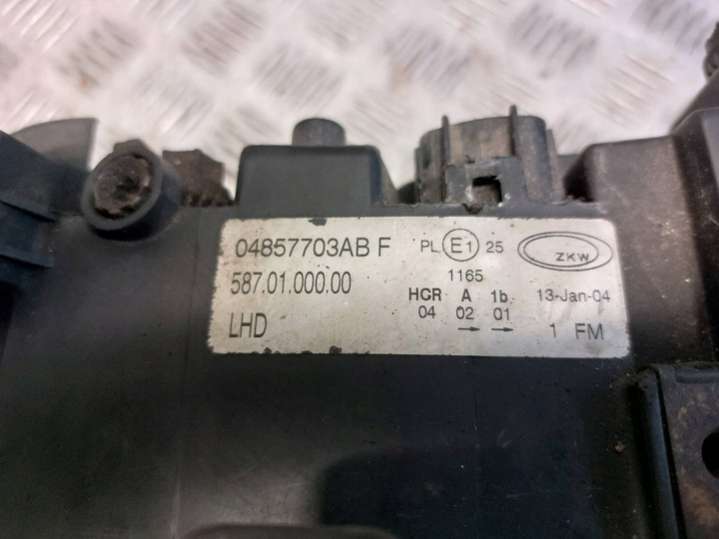 04857703AB F PL E1 25 ZKW
587.01.000.00 1165
HCR A 1b 13-Jan-04
LHD 04 02 01
→ → 1 FM